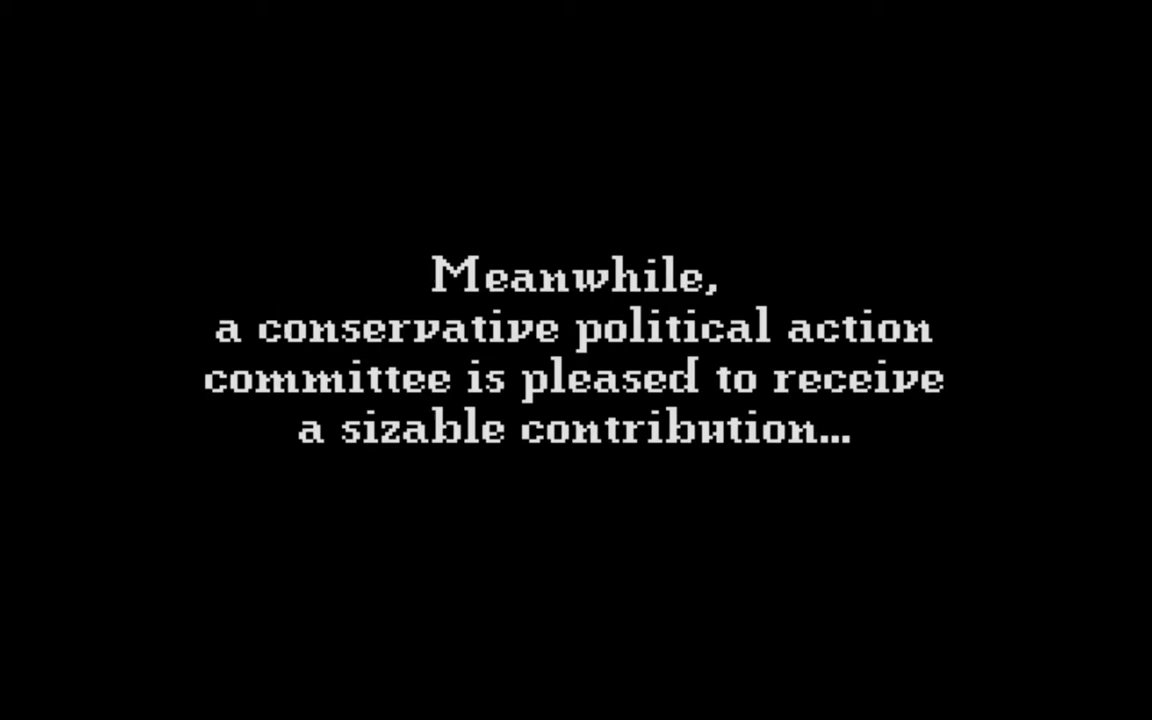 Meanwhile,
a conservative political action
committee is pleased to receive
a sizable contribution...